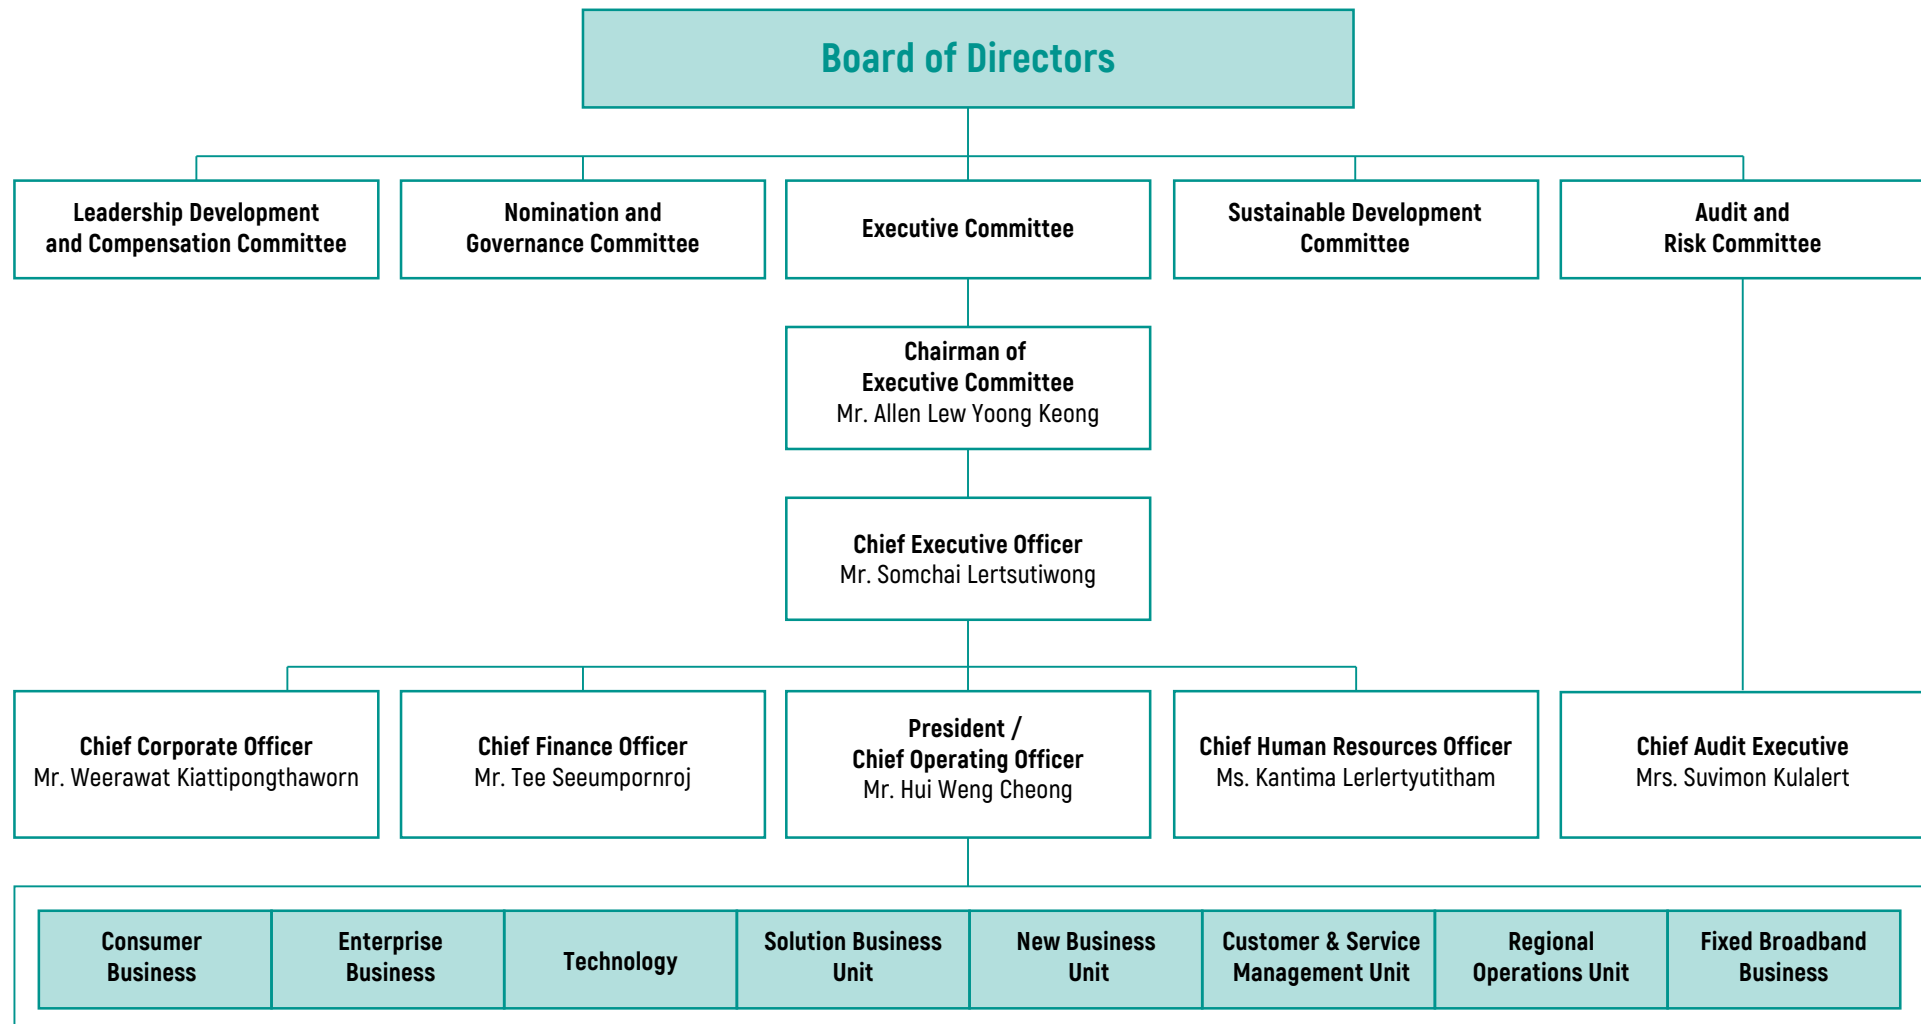 Board of Directors
Leadership Development
and Compensation Committee
Nomination and
Governance Committee
Executive Committee
Sustainable Development
Committee
Audit and
Risk Committee
Chairman of
Executive Committee
Mr. Allen Lew Yoong Keong
Chief Executive Officer
Mr. Somchai Lertsutiwong
Chief Corporate Officer
Mr. Weerawat Kiattipongthaworn
Chief Finance Officer
Mr. Tee Seeumpornroj
President /
Chief Operating Officer
Mr. Hui Weng Cheong
Chief Human Resources Officer
Ms. Kantima Lerlertyutitham
Chief Audit Executive
Mrs. Suvimon Kulalert
Consumer
Business
Enterprise
Business
Technology
Solution Business
Unit
New Business
Unit
Customer & Service
Management Unit
Regional
Operations Unit
Fixed Broadband
Business